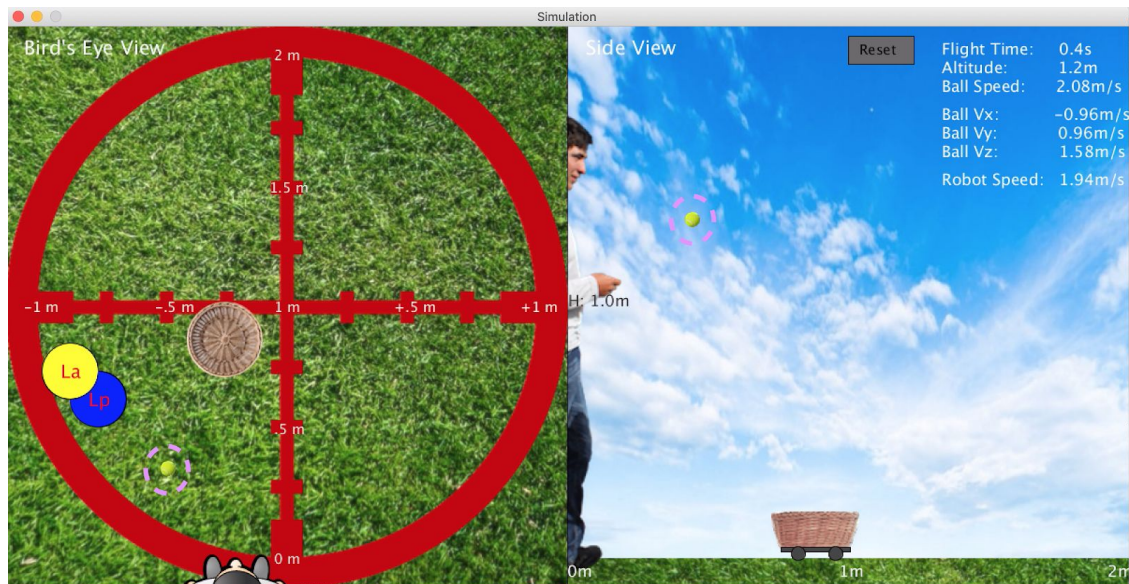 Simulation
Bird's Eye View
2 m
1.5 m
-1 m
-.5 m
1 m
+.5 m
+1 m
La
Lp
.5 m
0 m
Side View
Reset
Flight Time: 0.4s
Altitude: 1.2m
Ball Speed: 2.08m/s
Ball Vx: -0.96m/s
Ball Vy: 0.96m/s
Ball Vz: 1.58m/s
Robot Speed: 1.94m/s
H: 1.0m
0m
1m
2m